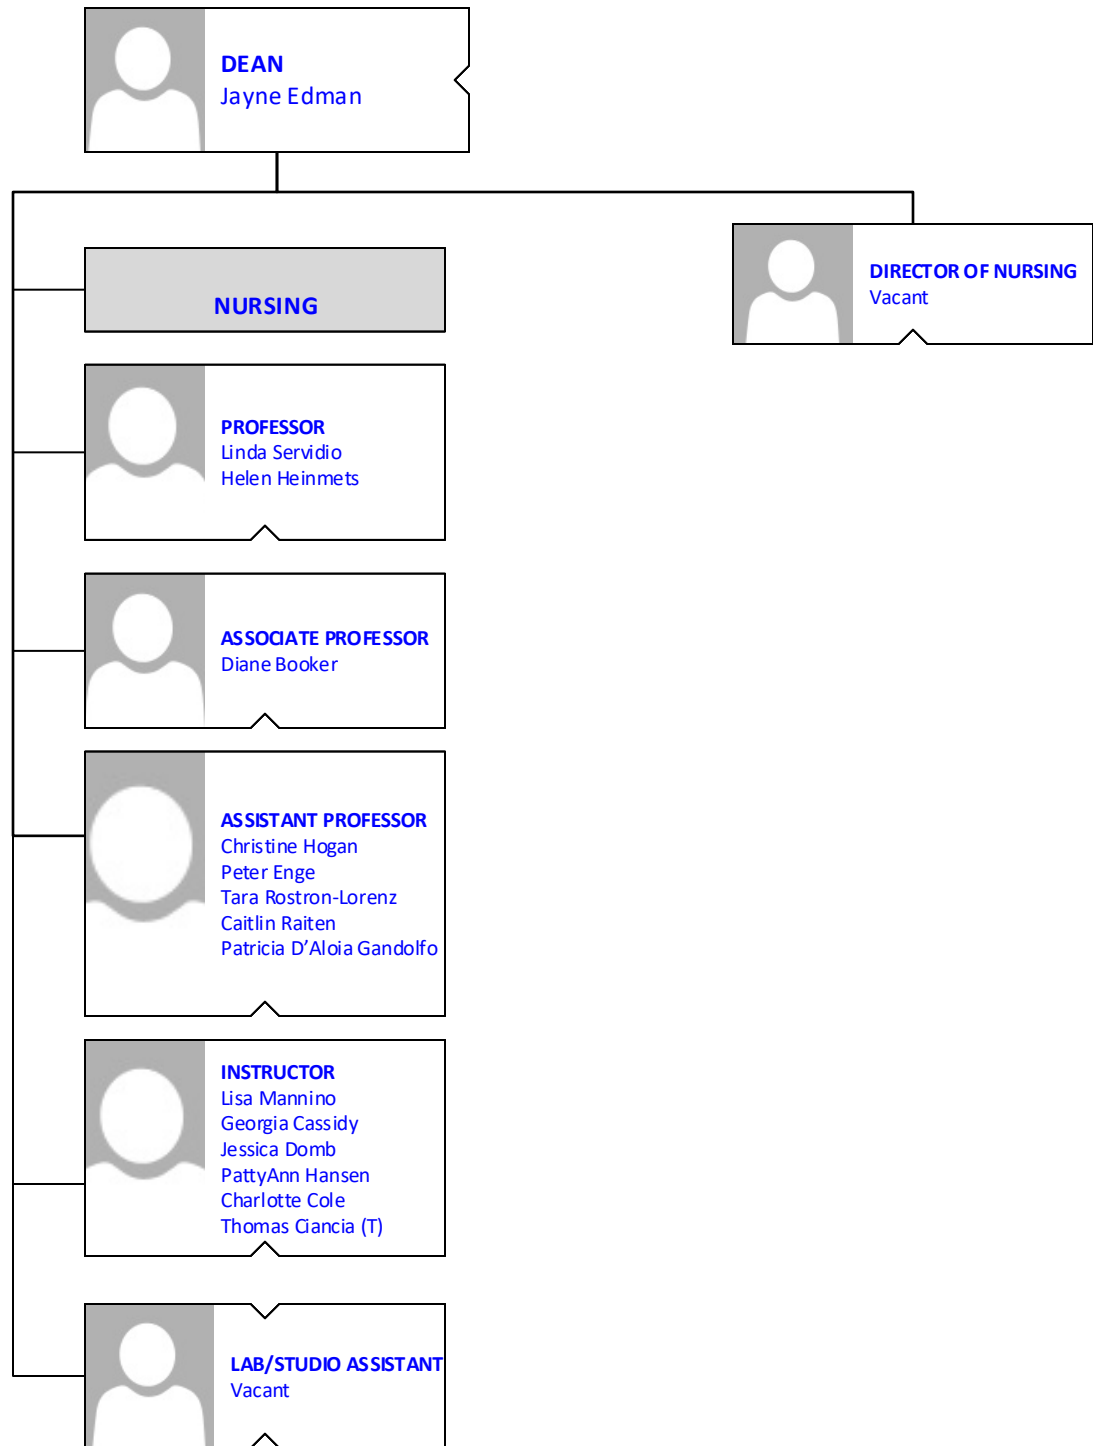 DEAN
Jayne Edman
DIRECTOR OF NURSING
Vacant
NURSING
PROFESSOR
Linda Servidio
Helen Heinmets
ASSOCIATE PROFESSOR
Diane Booker
ASSISTANT PROFESSOR
Christine Hogan
Peter Enge
Tara Rostron-Lorenz
Caitlin Raiten
Patricia D’Aloia Gandolfo
INSTRUCTOR
Lisa Mannino
Georgia Cassidy
Jessica Domb
PattyAnn Hansen
Charlotte Cole
Thomas Ciancia (T)
LAB/STUDIO ASSISTANT
Vacant